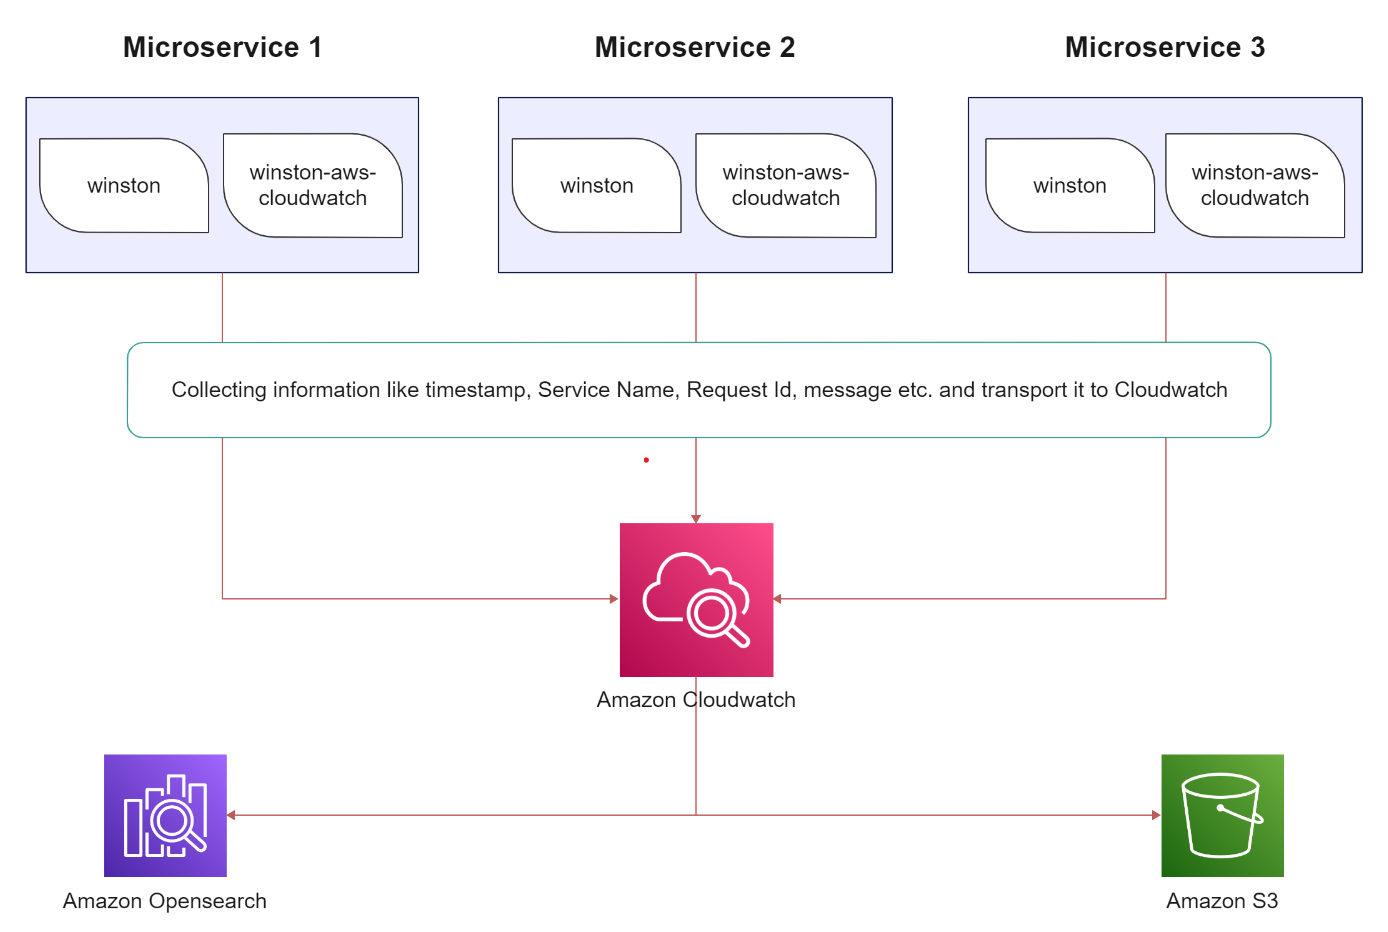 Microservice 1
Microservice 2
Microservice 3
winston
winston-aws-
cloudwatch
winston
winston-aws-
cloudwatch
winston
winston-aws-
cloudwatch
Collecting information like timestamp, Service Name, Request Id, message etc. and transport it to Cloudwatch
Amazon Cloudwatch
Amazon Opensearch
Amazon S3